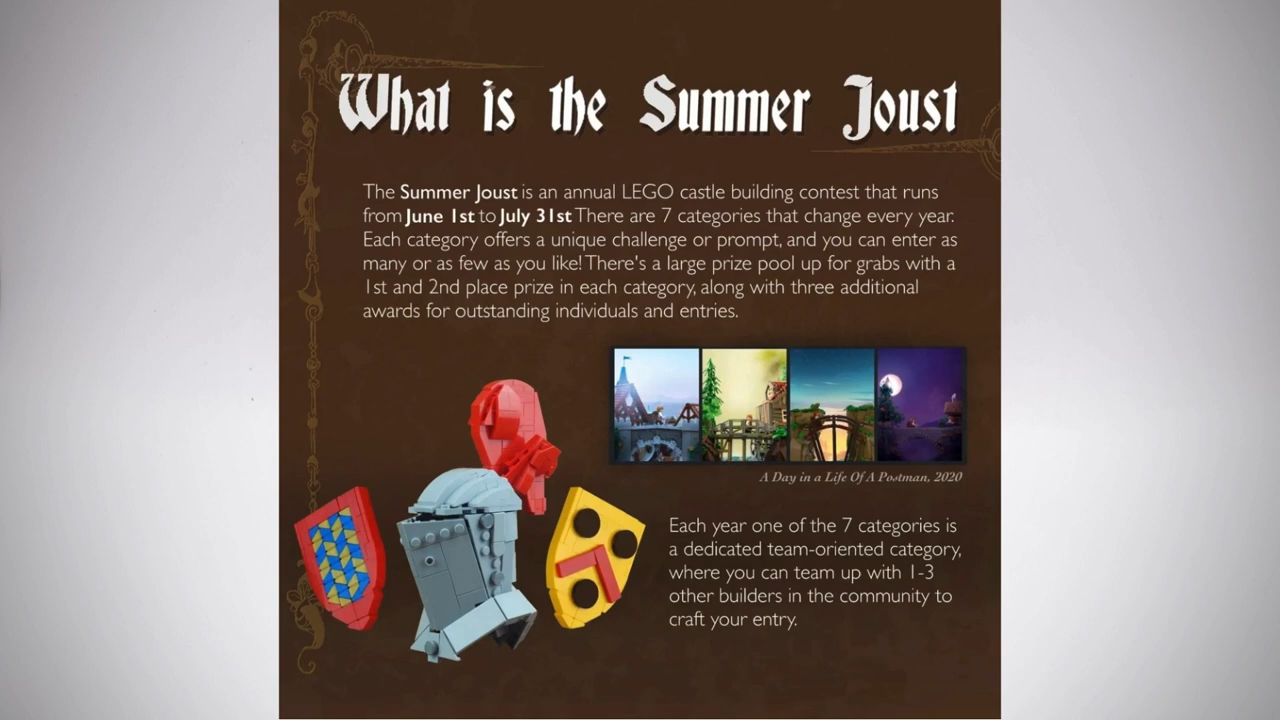 What is the Summer Joust
The Summer Joust is an annual LEGO castle building contest that runs
from June 1st to July 31st There are 7 categories that change every year.
Each category offers a unique challenge or prompt, and you can enter as
many or as few as you like! There's a large prize pool up for grabs with a
1st and 2nd place prize in each category, along with three additional
awards for outstanding individuals and entries.
A Day in a Life Of A Postman, 2020
Each year one of the 7 categories is
a dedicated team-oriented category,
where you can team up with 1-3
other builders in the community to
craft your entry.